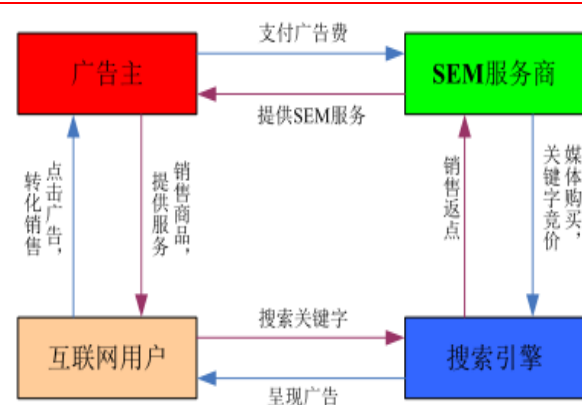 支付广告费
广告主
SEM服务商
提供SEM服务
点击广告，
转化销售
销售商品，
提供服务
销售返点
媒体购买，
关键字竞价
搜索关键字
互联网用户
搜索引擎
呈现广告